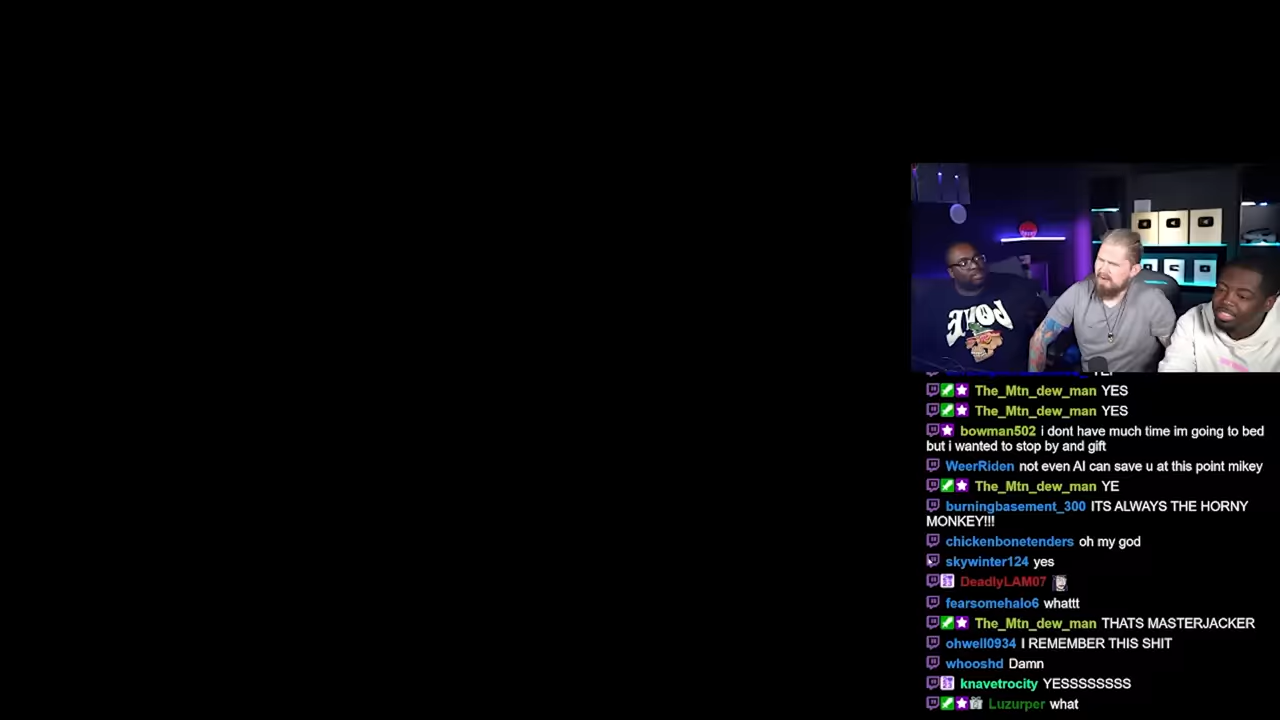 The_Mtn_dew_man YES
The_Mtn_dew_man YES
bowman502 i dont have much time im going to bed
but i wanted to stop by and gift
WeerRiden not even AI can save u at this point mikey
The_Mtn_dew_man YE
burningbasement_300 ITS ALWAYS THE HORNY
MONKEY!!!
chickenbonetenders oh my god
skywinter124 yes
DeadlyLAM07
fearsomehalo6 whattt
The_Mtn_dew_man THATS MASTERJACKER
ohwell0934 I REMEMBER THIS SHIT
whooshd Damn
knavetrocity YESSSSSSSS
Luzurper what